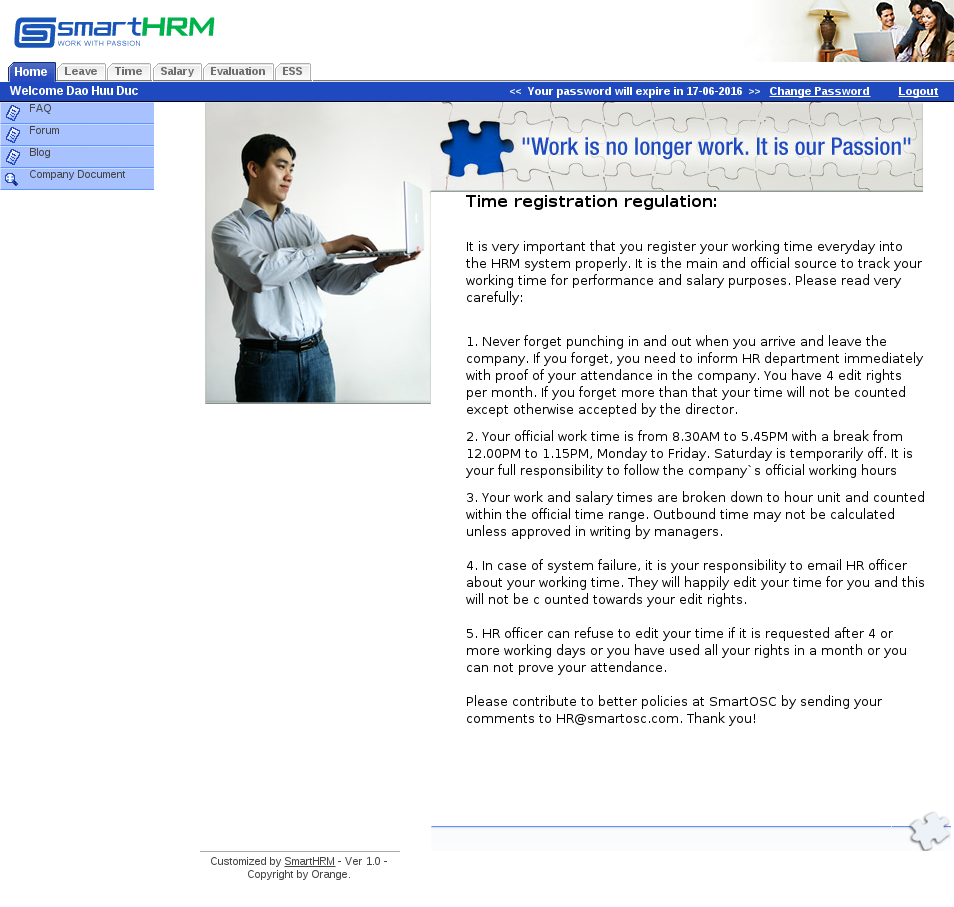 smartHRM
WORK WITH PASSION
Home Leave Time Salary Evaluation ESS
Welcome Dao Huu Duc << Your password will expire in 17-06-2016 >> Change Password Logout
FAQ
Forum
Blog
Company Document
"Work is no longer work. It is our Passion"
Time registration regulation:
It is very important that you register your working time everyday into
the HRM system properly. It is the main and official source to track your
working time for performance and salary purposes. Please read very
carefully:
1. Never forget punching in and out when you arrive and leave the
company. If you forget, you need to inform HR department immediately
with proof of your attendance in the company. You have 4 edit rights
per month. If you forget more than that your time will not be counted
except otherwise accepted by the director.
2. Your official work time is from 8.30AM to 5.45PM with a break from
12.00PM to 1.15PM, Monday to Friday. Saturday is temporarily off. It is
your full responsibility to follow the company`s official working hours
3. Your work and salary times are broken down to hour unit and counted
within the official time range. Outbound time may not be calculated
unless approved in writing by managers.
4. In case of system failure, it is your responsibility to email HR officer
about your working time. They will happily edit your time for you and this
will not be c ounted towards your edit rights.
5. HR officer can refuse to edit your time if it is requested after 4 or
more working days or you have used all your rights in a month or you
can not prove your attendance.
Please contribute to better policies at SmartOSC by sending your
comments to HR@smartosc.com. Thank you!
Customized by SmartHRM - Ver 1.0 -
Copyright by Orange.